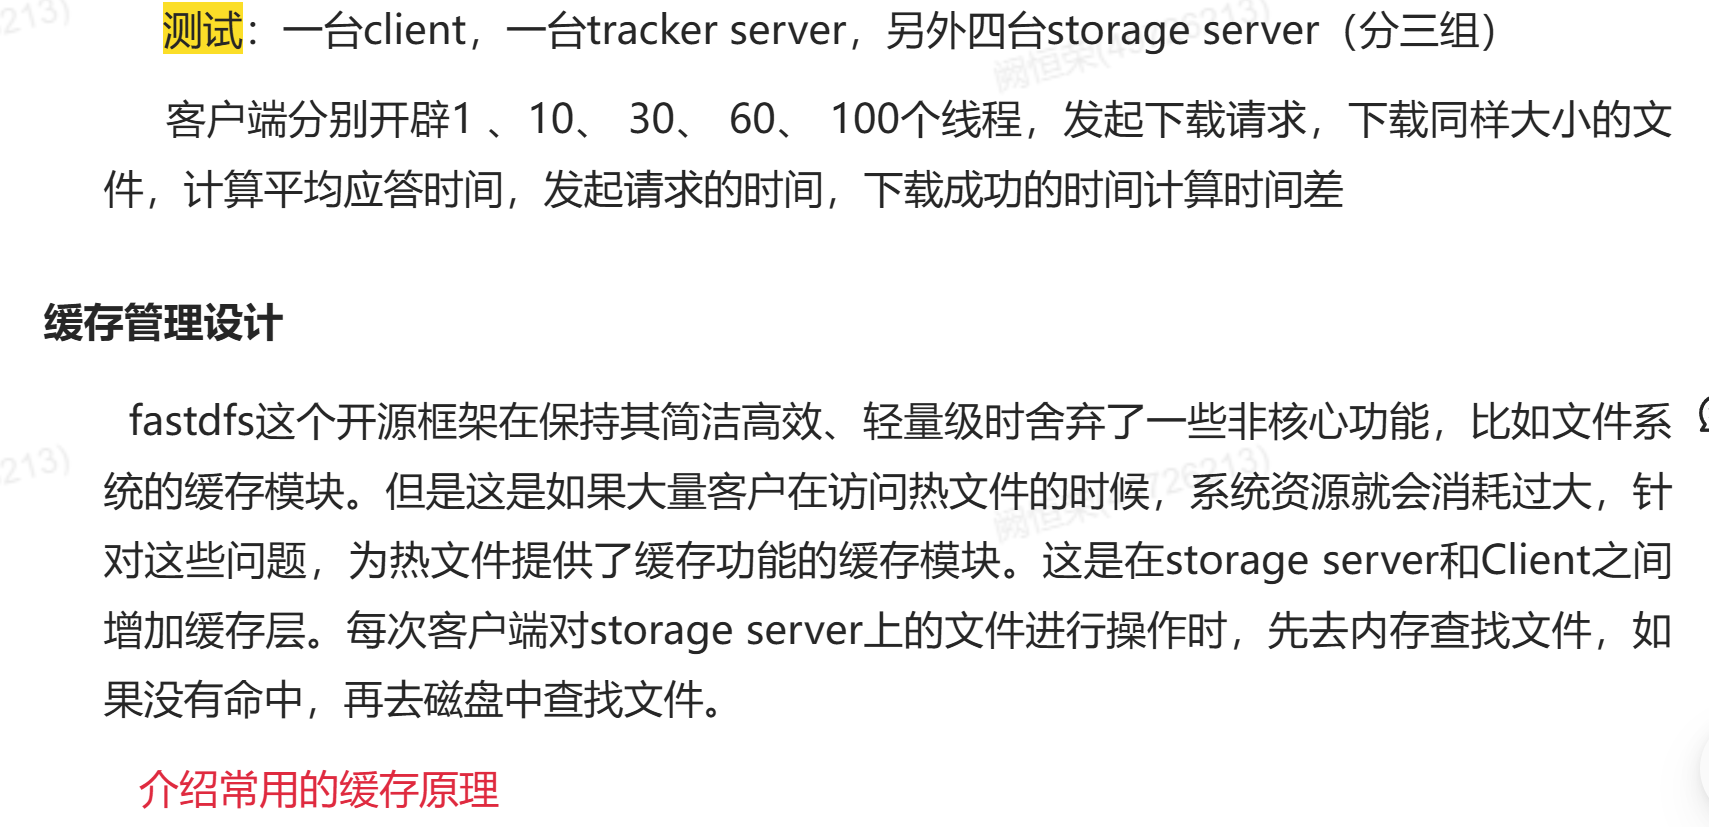 测试：一台client，一台tracker server，另外四台storage server（分三组）
客户端分别开辟1 、10、 30、 60、 100个线程，发起下载请求，下载同样大小的文
件，计算平均应答时间，发起请求的时间，下载成功的时间计算时间差
缓存管理设计
fastdfs这个开源框架在保持其简洁高效、轻量级时舍弃了一些非核心功能，比如文件系
统的缓存模块。但是这是如果大量客户在访问热文件的时候，系统资源就会消耗过大，针
对这些问题，为热文件提供了缓存功能的缓存模块。这是在storage server和Client之间
增加缓存层。每次客户端对storage server上的文件进行操作时，先去内存查找文件，如
果没有命中，再去磁盘中查找文件。
介绍常用的缓存原理